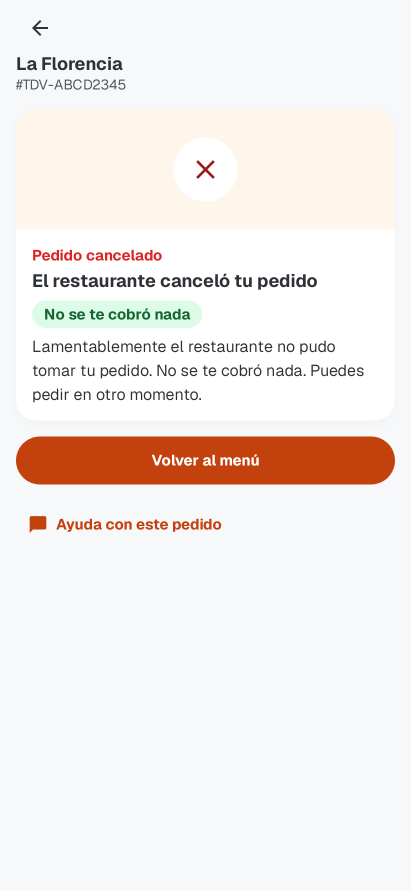 La Florencia
#TDV-ABCD2345
Pedido cancelado
El restaurante canceló tu pedido
No se te cobró nada
Lamentablemente el restaurante no pudo
tomar tu pedido. No se te cobró nada. Puedes
pedir en otro momento.
Volver al menú
Ayuda con este pedido